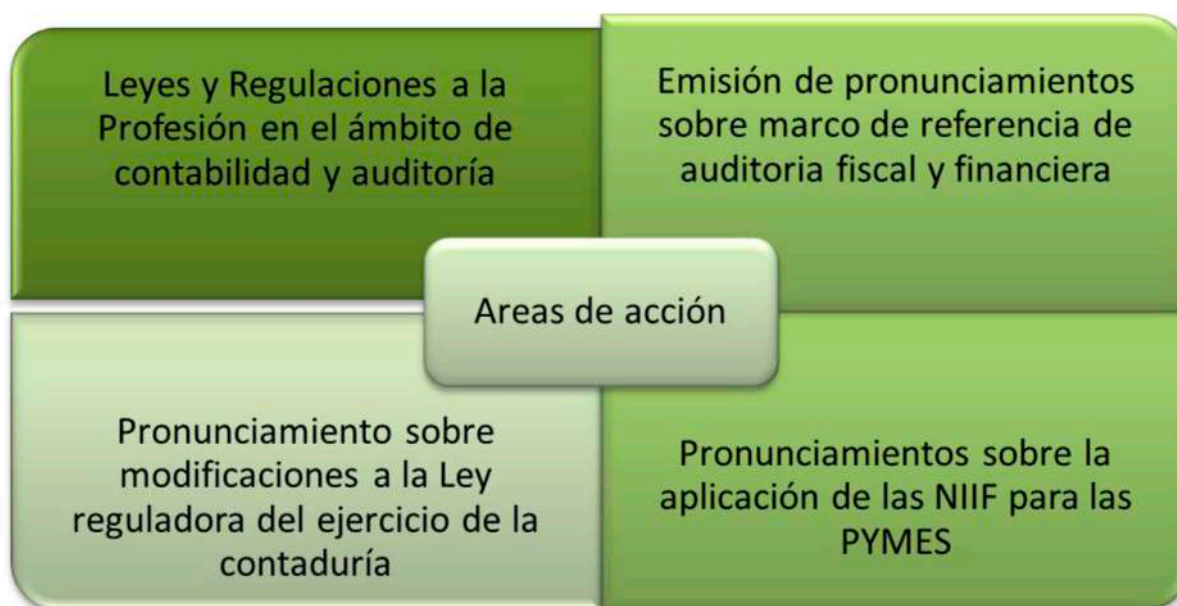 Leyes y Regulaciones a la
Profesión en el ámbito de
contabilidad y auditoría
Emisión de pronunciamientos
sobre marco de referencia de
auditoria fiscal y financiera
Areas de acción
Pronunciamiento sobre
modificaciones a la Ley
reguladora del ejercicio de la
contaduría
Pronunciamientos sobre la
aplicación de las NIIF para las
PYMES